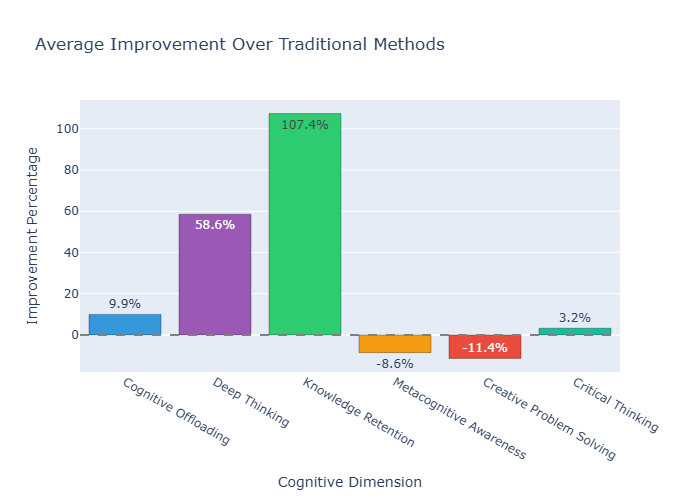 Average Improvement Over Traditional Methods
Improvement Percentage
100
80
60
40
20
0
9.9%
58.6%
107.4%
-8.6%
-11.4%
3.2%
Cognitive Offloading
Deep Thinking
Knowledge Retention
Metacognitive Awareness
Creative Problem Solving
Critical Thinking
Cognitive Dimension